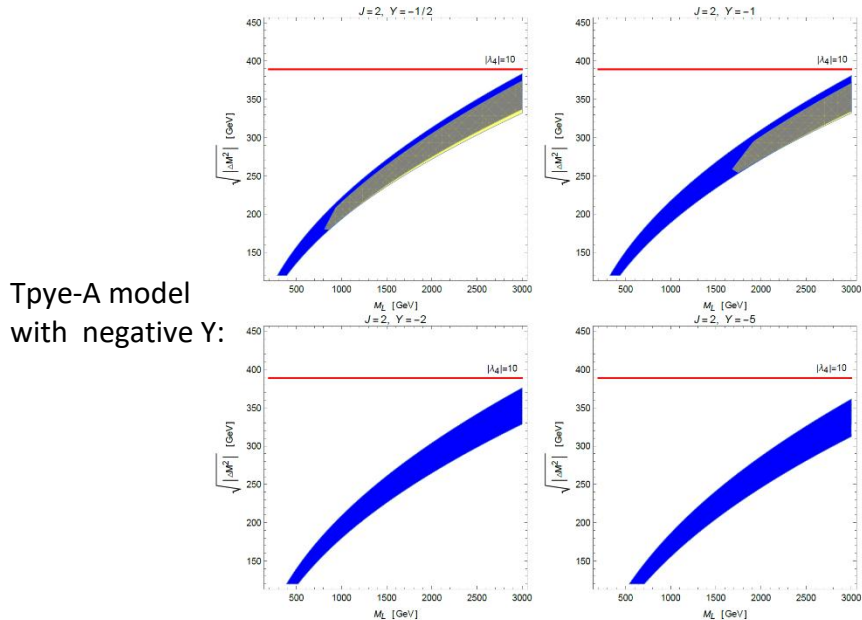 J=2, Y=−1/2
J=2, Y=−1
450
400
350
300
250
200
150
√|ΔM²| [GeV]
|λ₄|=10
500
1000
1500
2000
2500
3000
M_L [GeV]
450
400
350
300
250
200
150
√|ΔM²| [GeV]
|λ₄|=10
500
1000
1500
2000
2500
3000
M_L [GeV]
Tpye-A model
with negative Y:
J=2, Y=−2
J=2, Y=−5
450
400
350
300
250
200
150
√|ΔM²| [GeV]
|λ₄|=10
500
1000
1500
2000
2500
3000
M_L [GeV]
450
400
350
300
250
200
150
√|ΔM²| [GeV]
|λ₄|=10
500
1000
1500
2000
2500
3000
M_L [GeV]